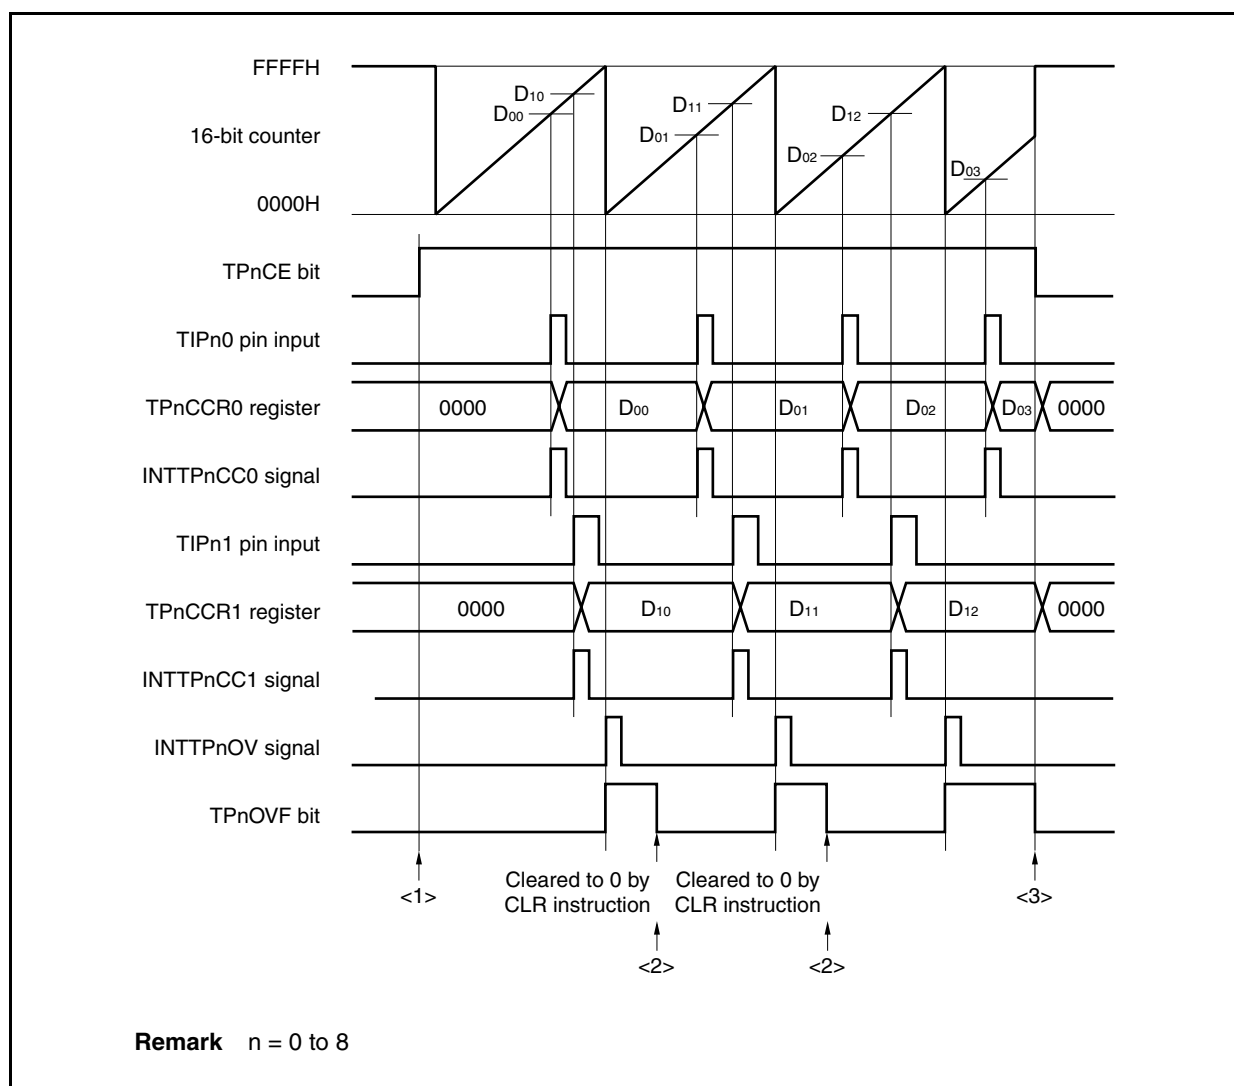 FFFFH
D10
D00
D11
D01
D12
D02
D03
16-bit counter
0000H
TPnCE bit
TIPn0 pin input
TPnCCR0 register 0000 D00 D01 D02 D03 0000
INTTPnCC0 signal
TIPn1 pin input
TPnCCR1 register 0000 D10 D11 D12 0000
INTTPnCC1 signal
INTTPnOV signal
TPnOVF bit
<1>
Cleared to 0 by
CLR instruction
<2>
Cleared to 0 by
CLR instruction
<2>
<3>
Remark n = 0 to 8